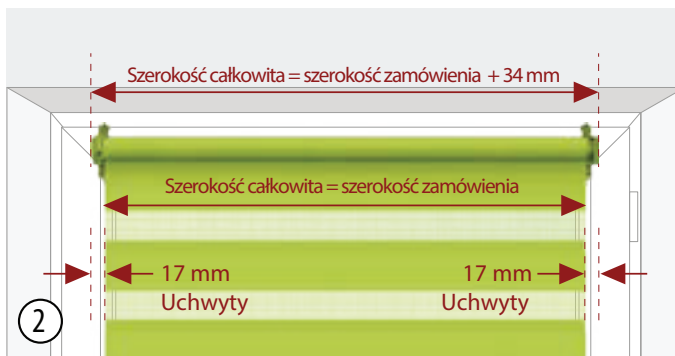 Szerokość całkowita = szerokość zamówienia + 34 mm
Szerokość całkowita = szerokość zamówienia
17 mm
Uchwyty
17 mm
Uchwyty
2